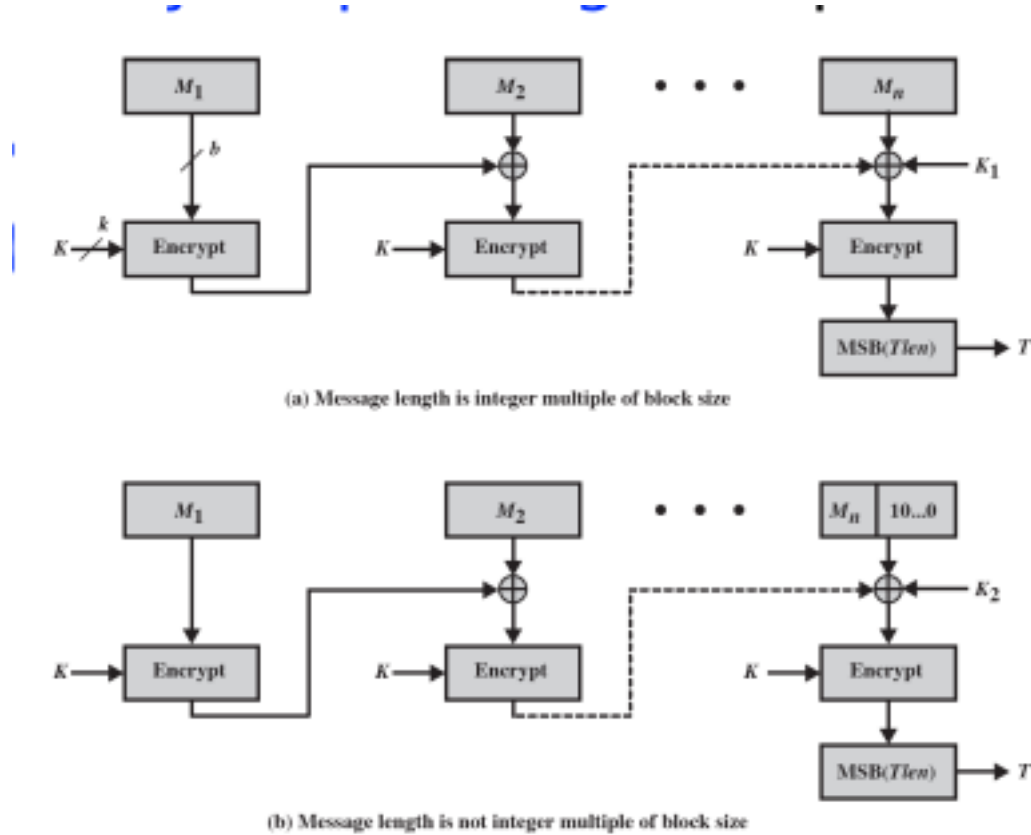 M1 M2 • • • Mn
b
K1
k
K Encrypt K Encrypt K Encrypt
MSB(Tlen) T
(a) Message length is integer multiple of block size
M1 M2 • • • Mn 10...0
K2
K Encrypt K Encrypt K Encrypt
MSB(Tlen) T
(b) Message length is not integer multiple of block size